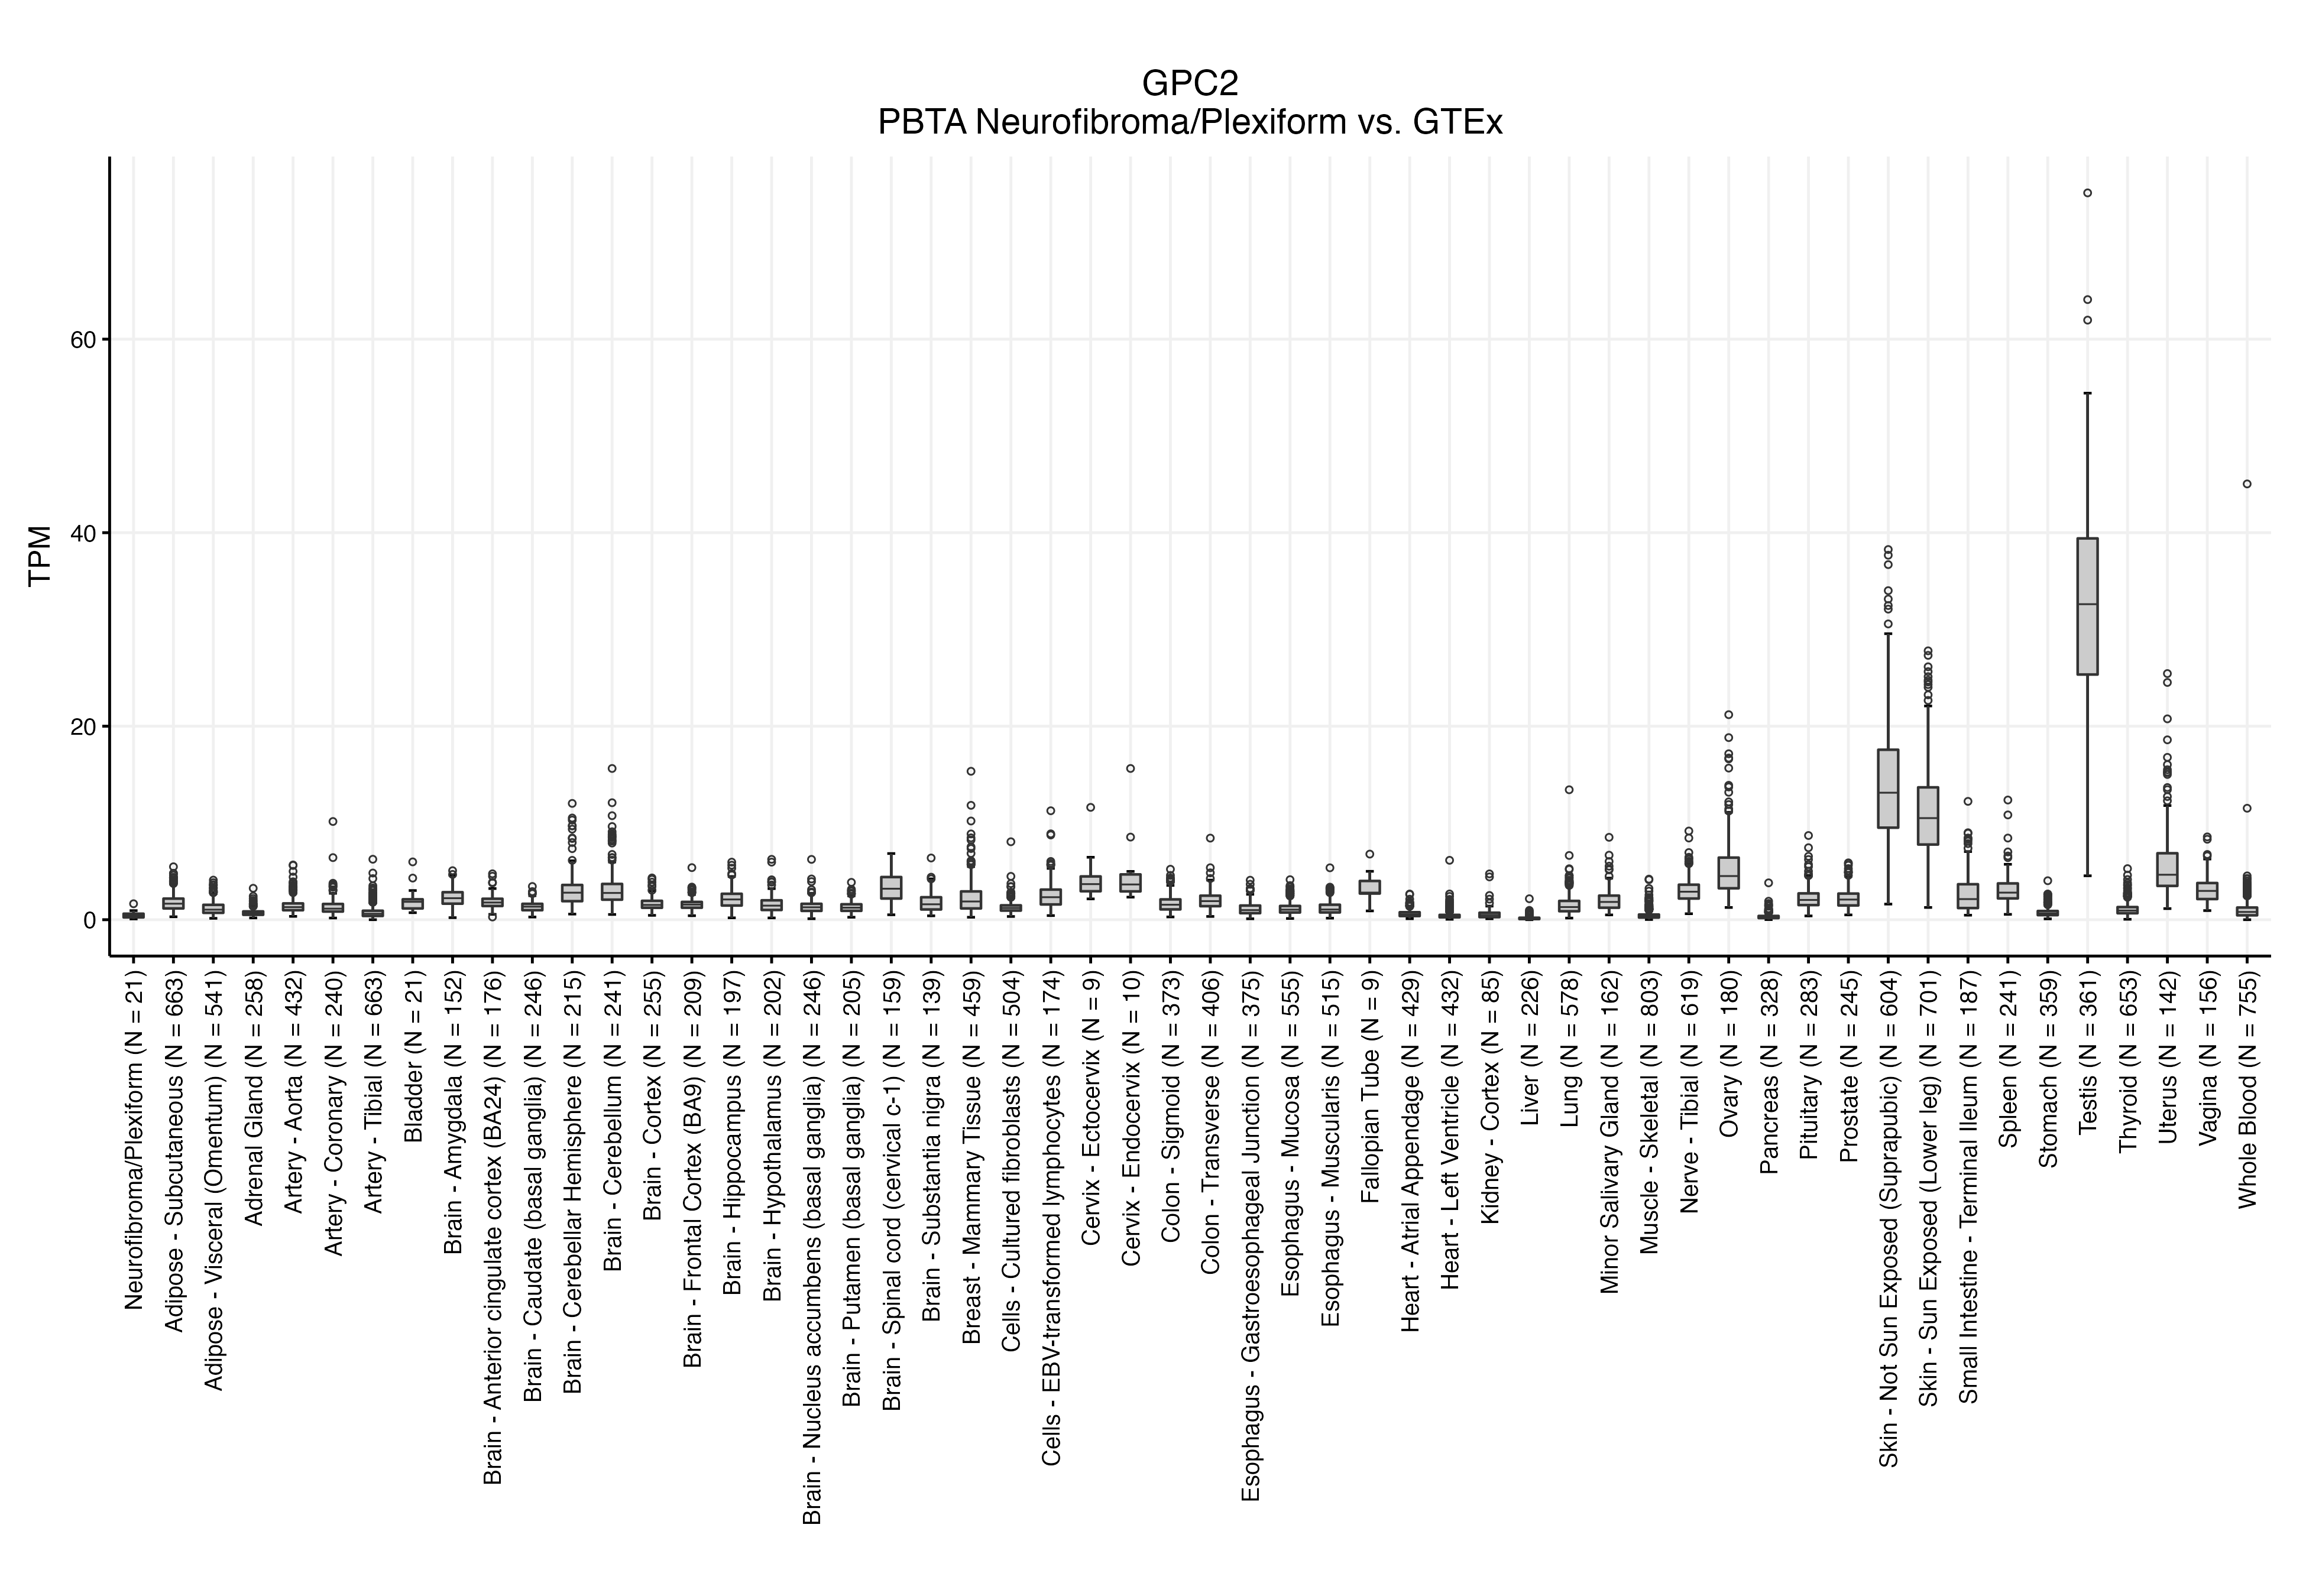 GPC2
PBTA Neurofibroma/Plexiform vs. GTEx
TPM
60
40
20
0
Neurofibroma/Plexiform (N = 21)
Adipose - Subcutaneous (N = 663)
Adipose - Visceral (Omentum) (N = 541)
Adrenal Gland (N = 258)
Artery - Aorta (N = 432)
Artery - Coronary (N = 240)
Artery - Tibial (N = 663)
Bladder (N = 21)
Brain - Amygdala (N = 152)
Brain - Anterior cingulate cortex (BA24) (N = 176)
Brain - Caudate (basal ganglia) (N = 246)
Brain - Cerebellar Hemisphere (N = 215)
Brain - Cerebellum (N = 241)
Brain - Cortex (N = 255)
Brain - Frontal Cortex (BA9) (N = 209)
Brain - Hippocampus (N = 197)
Brain - Hypothalamus (N = 202)
Brain - Nucleus accumbens (basal ganglia) (N = 246)
Brain - Putamen (basal ganglia) (N = 205)
Brain - Spinal cord (cervical c-1) (N = 159)
Brain - Substantia nigra (N = 139)
Breast - Mammary Tissue (N = 459)
Cells - Cultured fibroblasts (N = 504)
Cells - EBV-transformed lymphocytes (N = 174)
Cervix - Ectocervix (N = 9)
Cervix - Endocervix (N = 10)
Colon - Sigmoid (N = 373)
Colon - Transverse (N = 406)
Esophagus - Gastroesophageal Junction (N = 375)
Esophagus - Mucosa (N = 555)
Esophagus - Muscularis (N = 515)
Fallopian Tube (N = 9)
Heart - Atrial Appendage (N = 429)
Heart - Left Ventricle (N = 432)
Kidney - Cortex (N = 85)
Liver (N = 226)
Lung (N = 578)
Minor Salivary Gland (N = 162)
Muscle - Skeletal (N = 803)
Nerve - Tibial (N = 619)
Ovary (N = 180)
Pancreas (N = 328)
Pituitary (N = 283)
Prostate (N = 245)
Skin - Not Sun Exposed (Suprapubic) (N = 604)
Skin - Sun Exposed (Lower leg) (N = 701)
Small Intestine - Terminal Ileum (N = 187)
Spleen (N = 241)
Stomach (N = 359)
Testis (N = 361)
Thyroid (N = 653)
Uterus (N = 142)
Vagina (N = 156)
Whole Blood (N = 755)